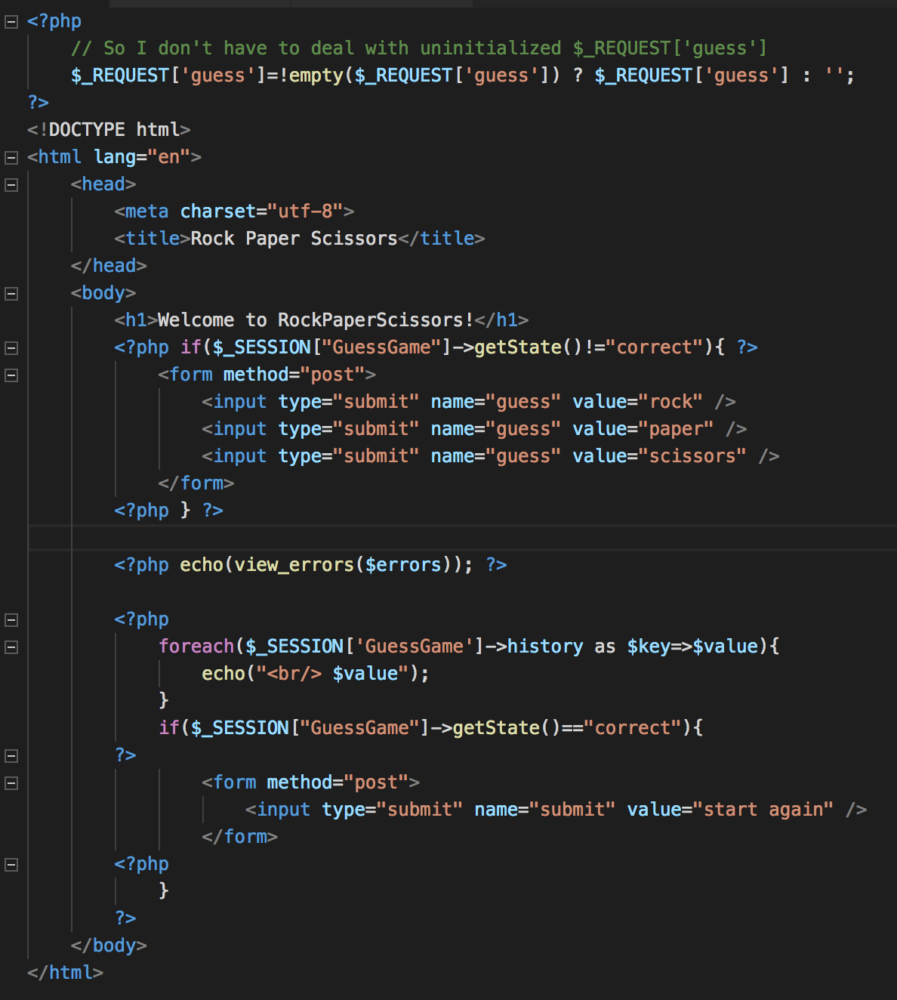 <?php
    // So I don't have to deal with uninitialized $_REQUEST['guess']
    $_REQUEST['guess']=!empty($_REQUEST['guess']) ? $_REQUEST['guess'] : '';
?>
<!DOCTYPE html>
<html lang="en">
    <head>
        <meta charset="utf-8">
        <title>Rock Paper Scissors</title>
    </head>
    <body>
        <h1>Welcome to RockPaperScissors!</h1>
        <?php if($_SESSION["GuessGame"]->getState()!="correct"){ ?>
            <form method="post">
                <input type="submit" name="guess" value="rock" />
                <input type="submit" name="guess" value="paper" />
                <input type="submit" name="guess" value="scissors" />
            </form>
        <?php } ?>

        <?php echo(view_errors($errors)); ?>

        <?php
            foreach($_SESSION['GuessGame']->history as $key=>$value){
                echo("<br/> $value");
            }
            if($_SESSION["GuessGame"]->getState()=="correct"){
        ?>
                <form method="post">
                    <input type="submit" name="submit" value="start again" />
                </form>
        <?php
            }
        ?>
    </body>
</html>